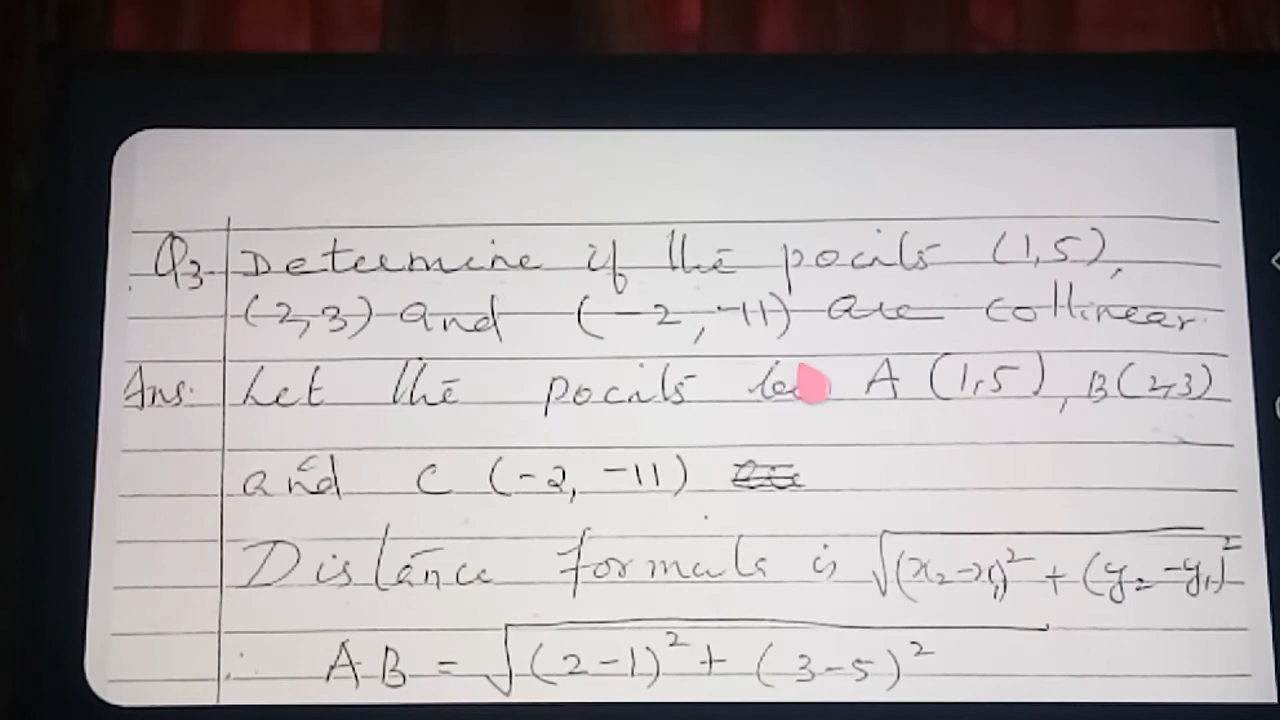 Q3. Determine if the points (1,5),
(2,3) and (-2,-11) are collinear.
Ans. Let the points be A (1,5), B(2,3)
and C (-2, -11)
Distance formula is √(x₂-x₁)² + (y₂-y₁)²
∴ AB = √(2-1)² + (3-5)²